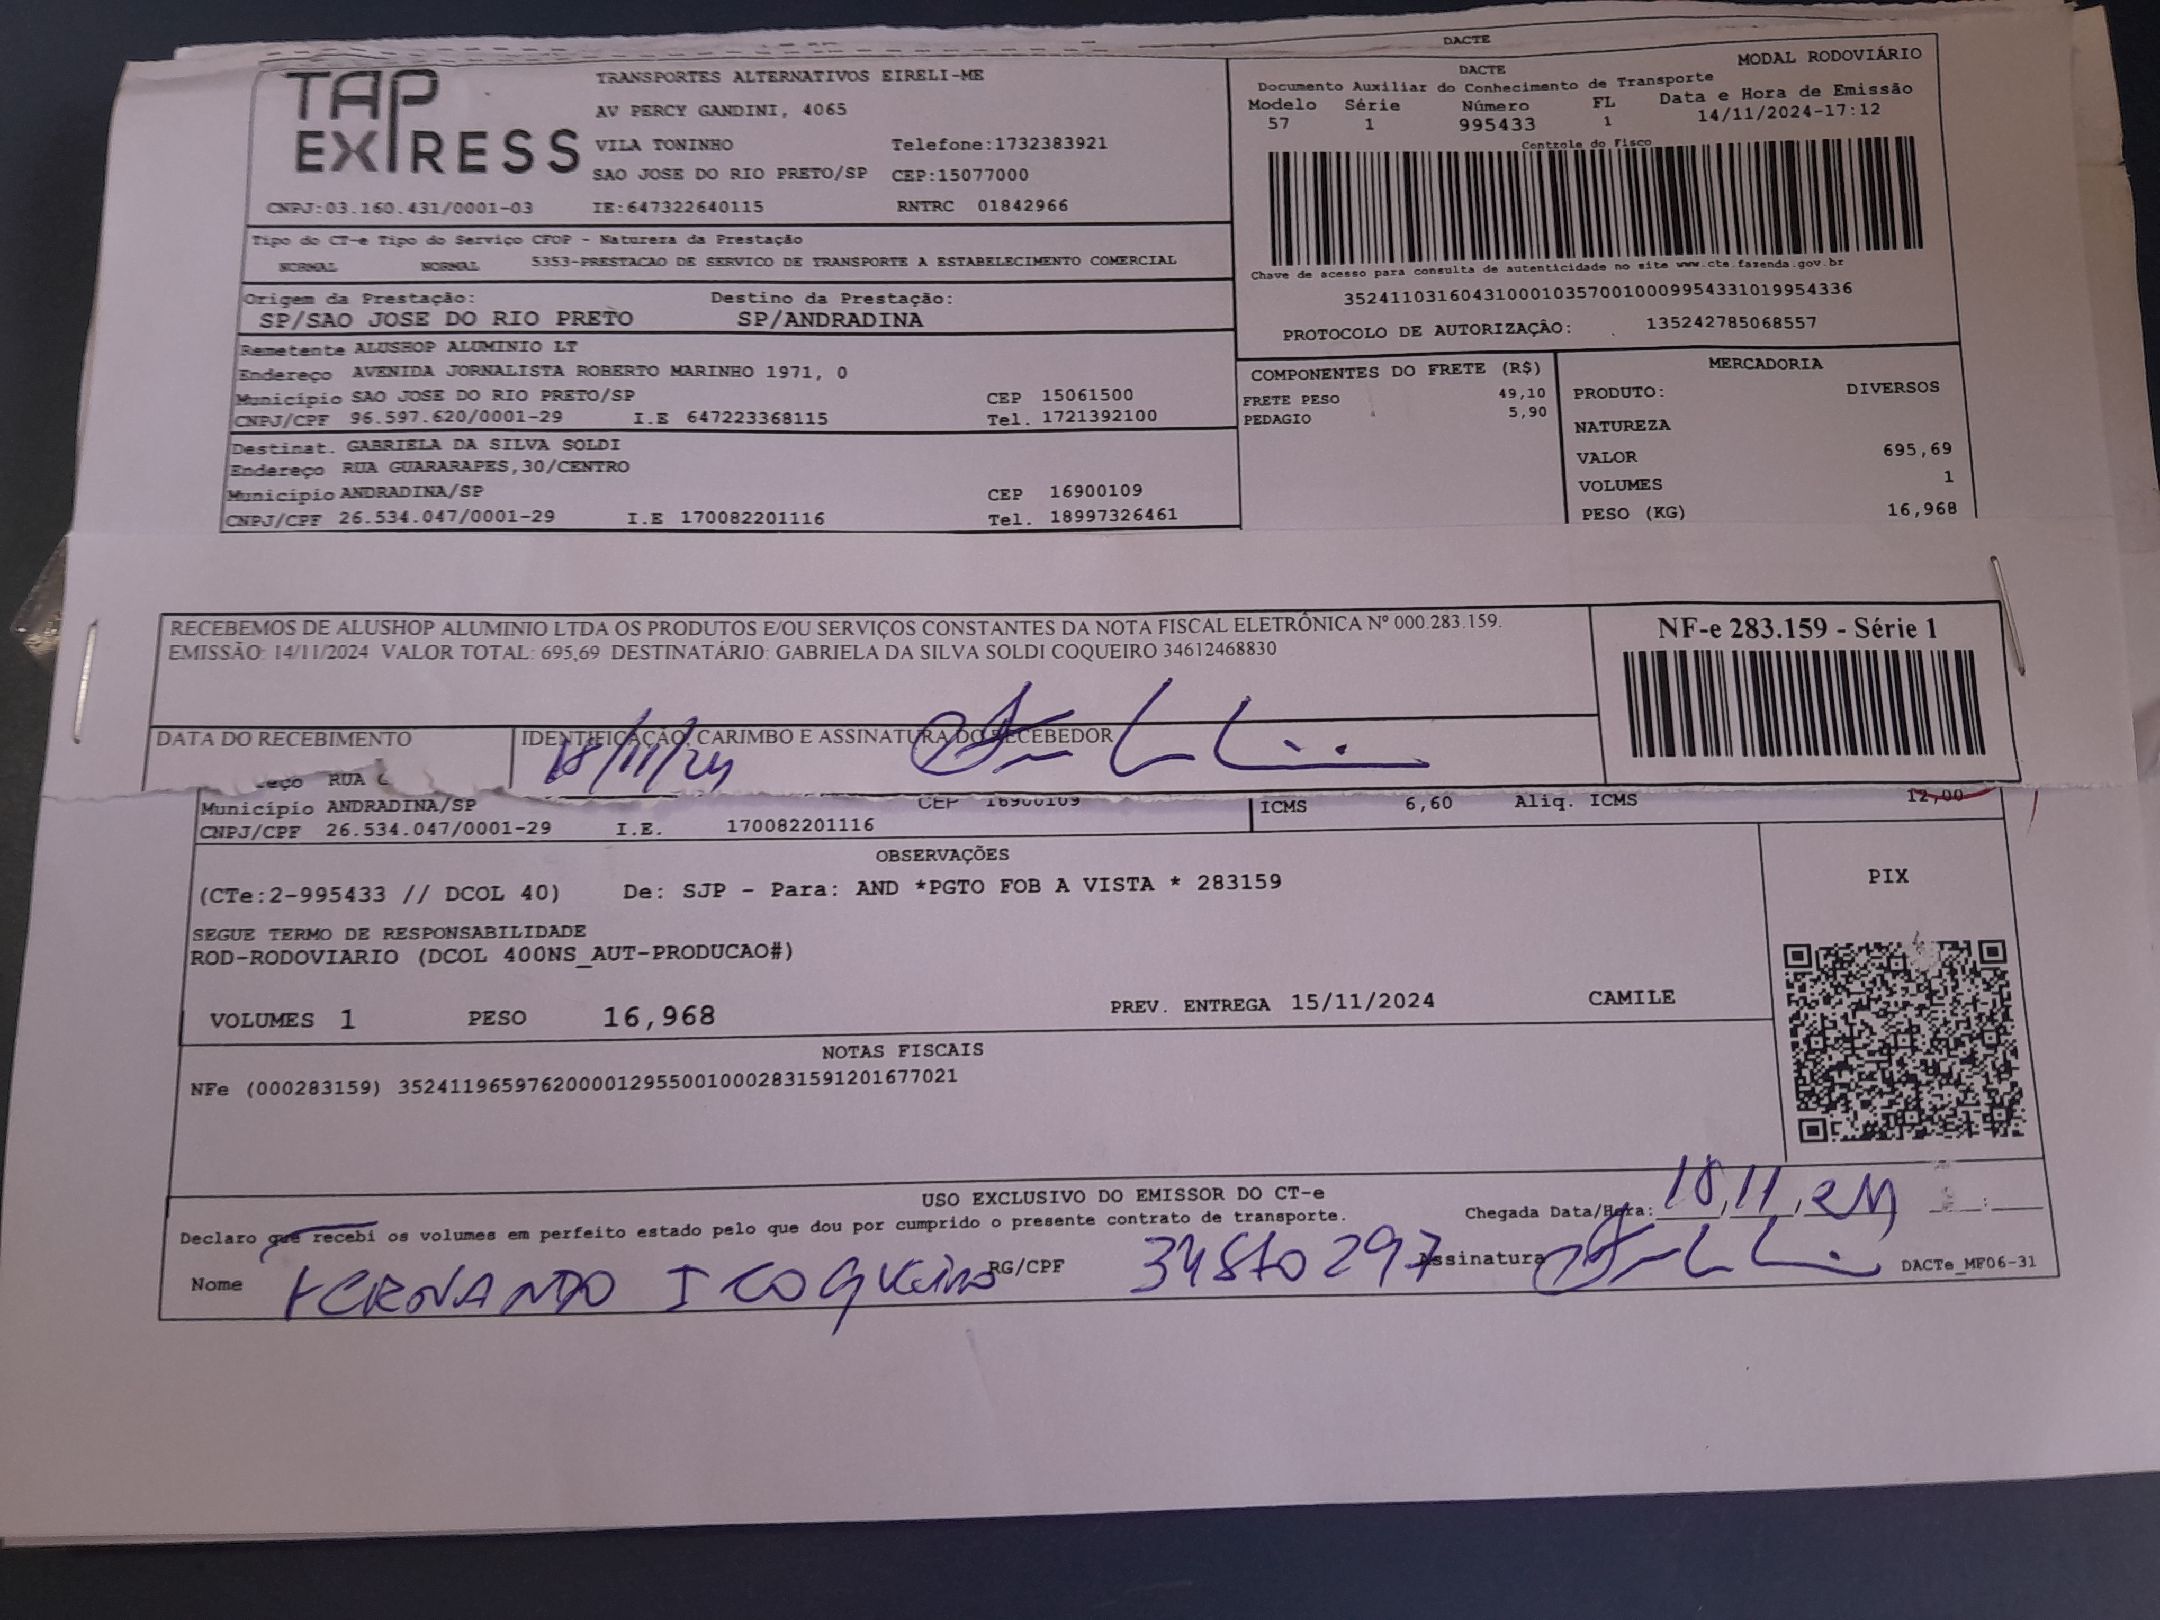 DACTE
TAP EXPRESS
TRANSPORTES ALTERNATIVOS EIRELI-ME
AV PERCY GANDINI, 4065
VILA TONINHO Telefone:1732383921
SAO JOSE DO RIO PRETO/SP CEP:15077000
CNPJ:03.160.431/0001-03 IE:647322640115 RNTRC 01842966
DACTE MODAL RODOVIÁRIO
Documento Auxiliar do Conhecimento de Transporte
Modelo Série Número FL Data e Hora de Emissão
57 1 995433 1 14/11/2024-17:12
Controle do Fisco
Chave de acesso para consulta de autenticidade no site www.cte.fazenda.gov.br
35241103160431000103570010009954331019954336
PROTOCOLO DE AUTORIZAÇÃO: 135242785068557
Tipo do CT-e Tipo do Serviço CFOP - Natureza da Prestação
NORMAL NORMAL 5353-PRESTACAO DE SERVICO DE TRANSPORTE A ESTABELECIMENTO COMERCIAL
Origem da Prestação: Destino da Prestação:
SP/SAO JOSE DO RIO PRETO SP/ANDRADINA
Remetente ALUSHOP ALUMINIO LT
Endereço AVENIDA JORNALISTA ROBERTO MARINHO 1971, 0
Município SAO JOSE DO RIO PRETO/SP CEP 15061500
CNPJ/CPF 96.597.620/0001-29 I.E 647223368115 Tel. 1721392100
Destinat. GABRIELA DA SILVA SOLDI
Endereço RUA GUARARAPES,30/CENTRO
Município ANDRADINA/SP CEP 16900109
CNPJ/CPF 26.534.047/0001-29 I.E 170082201116 Tel. 18997326461
COMPONENTES DO FRETE (R$)
FRETE PESO 49,10
PEDAGIO 5,90
MERCADORIA
PRODUTO: DIVERSOS
NATUREZA
VALOR 695,69
VOLUMES 1
PESO (KG) 16,968
RECEBEMOS DE ALUSHOP ALUMINIO LTDA OS PRODUTOS E/OU SERVIÇOS CONSTANTES DA NOTA FISCAL ELETRÔNICA Nº 000.283.159.
EMISSÃO: 14/11/2024 VALOR TOTAL: 695,69 DESTINATÁRIO: GABRIELA DA SILVA SOLDI COQUEIRO 34612468830
NF-e 283.159 - Série 1
DATA DO RECEBIMENTO IDENTIFICAÇÃO, CARIMBO E ASSINATURA DO RECEBEDOR
18/11/24
RUA
Município ANDRADINA/SP CEP 16900109
CNPJ/CPF 26.534.047/0001-29 I.E. 170082201116
ICMS 6,60 Aliq. ICMS 12,00
OBSERVAÇÕES
(CTe:2-995433 // DCOL 40) De: SJP - Para: AND *PGTO FOB A VISTA * 283159
SEGUE TERMO DE RESPONSABILIDADE
ROD-RODOVIARIO (DCOL 400NS_AUT-PRODUCAO#)
VOLUMES 1 PESO 16,968 PREV. ENTREGA 15/11/2024 CAMILE
PIX
NOTAS FISCAIS
NFe (000283159) 35241196597620000129550010002831591201677021
USO EXCLUSIVO DO EMISSOR DO CT-e
Declaro que recebi os volumes em perfeito estado pelo que dou por cumprido o presente contrato de transporte.
Chegada Data/Hora: 18, 11, 24
Nome FERNANDO I COQUEIRO RG/CPF Assinatura
DACTe_MF06-31